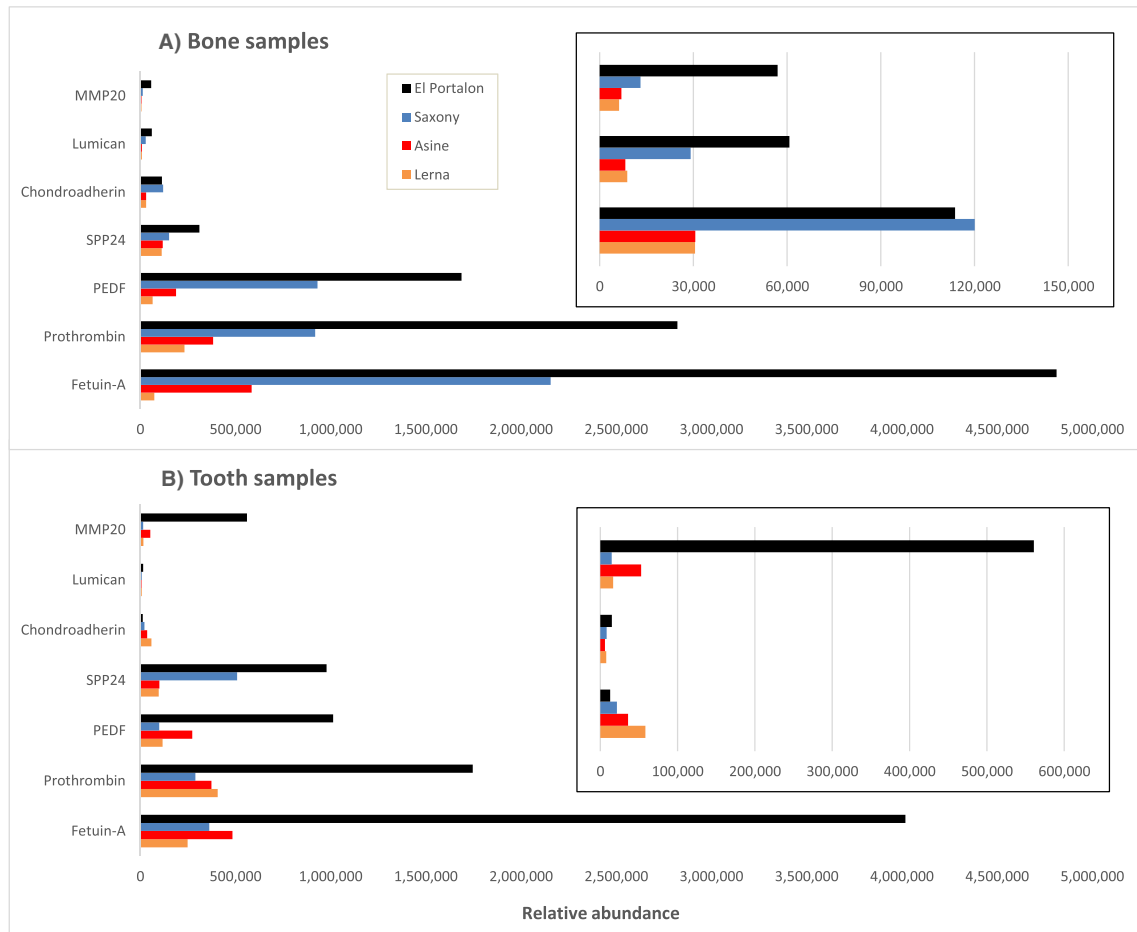 A) Bone samples
El Portalon
Saxony
Asine
Lerna
MMP20
Lumican
Chondroadherin
SPP24
PEDF
Prothrombin
Fetuin-A
0 30,000 60,000 90,000 120,000 150,000
0 500,000 1,000,000 1,500,000 2,000,000 2,500,000 3,000,000 3,500,000 4,000,000 4,500,000 5,000,000
B) Tooth samples
MMP20
Lumican
Chondroadherin
SPP24
PEDF
Prothrombin
Fetuin-A
0 100,000 200,000 300,000 400,000 500,000 600,000
0 500,000 1,000,000 1,500,000 2,000,000 2,500,000 3,000,000 3,500,000 4,000,000 4,500,000 5,000,000
Relative abundance